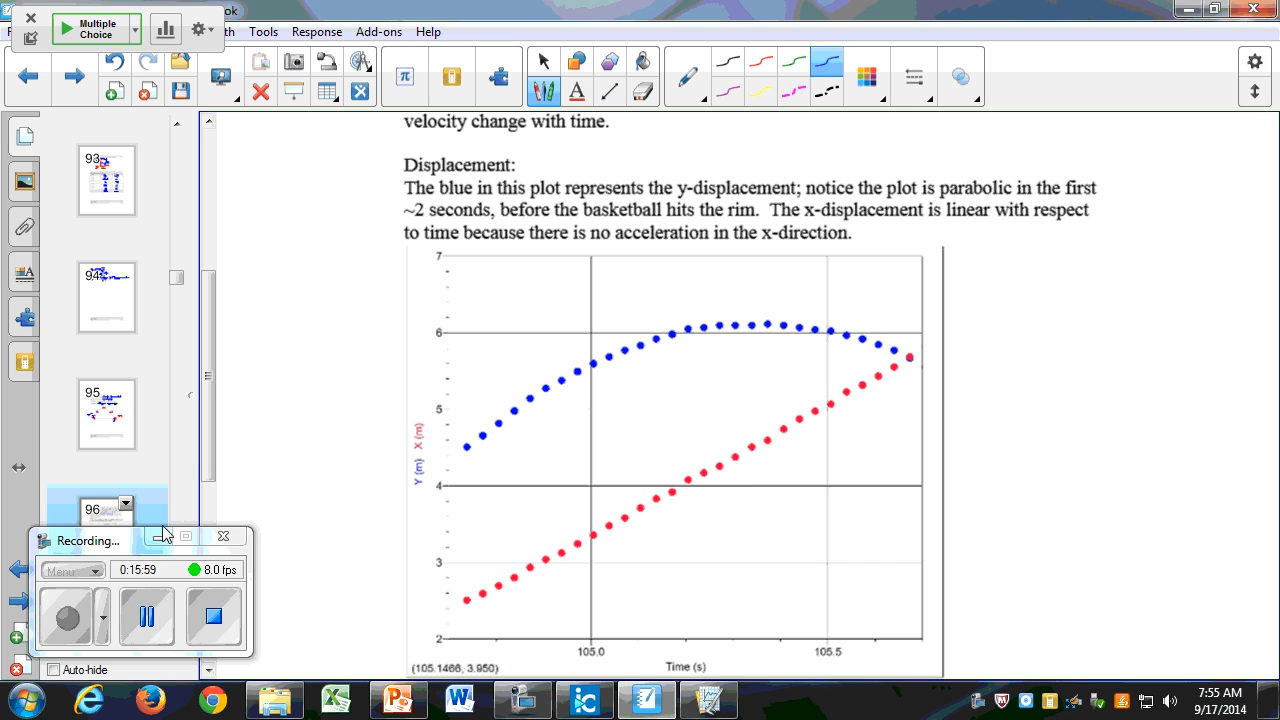 ok
Multiple
Choice
th Tools Response Add-ons Help
π
A
93
94
95
96
velocity change with time.
Displacement:
The blue in this plot represents the y-displacement; notice the plot is parabolic in the first
~2 seconds, before the basketball hits the rim. The x-displacement is linear with respect
to time because there is no acceleration in the x-direction.
7
6
5
4
3
2
Y (m) X (m)
105.0 105.5
Time (s)
(105.1466, 3.950)
Recording...
Menu 0:15:59 8.0 fps
Auto-hide
7:55 AM
9/17/2014